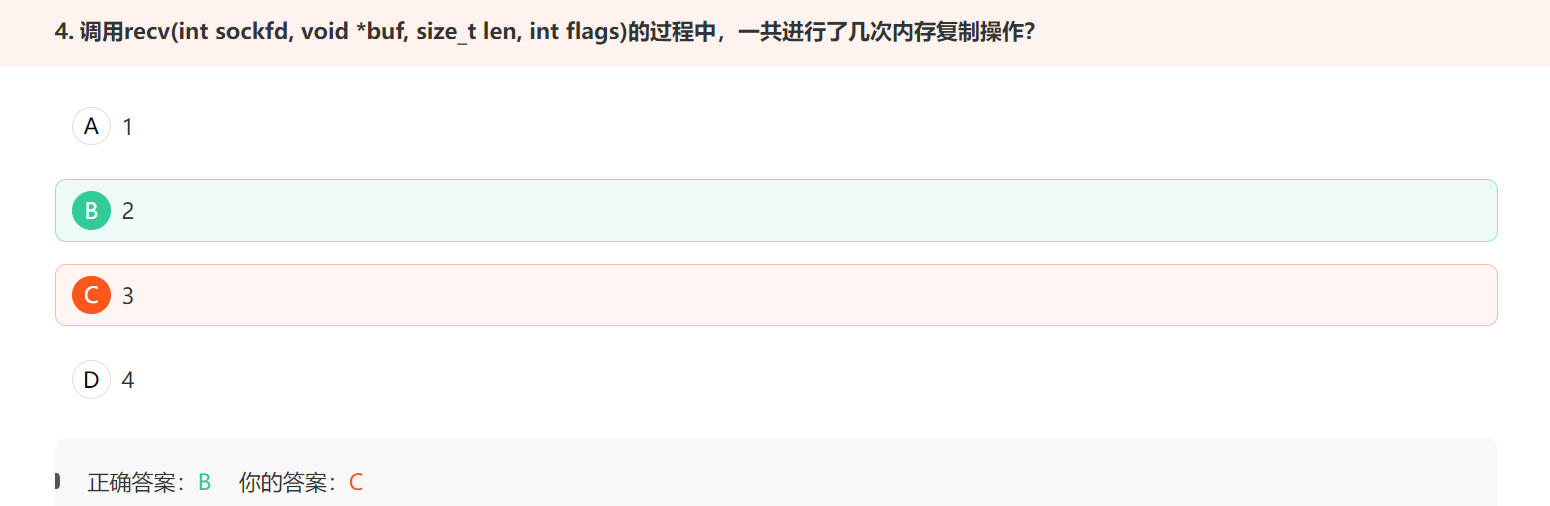 4. 调用recv(int sockfd, void *buf, size_t len, int flags)的过程中，一共进行了几次内存复制操作?
A 1
B 2
C 3
D 4
正确答案：B 你的答案：C